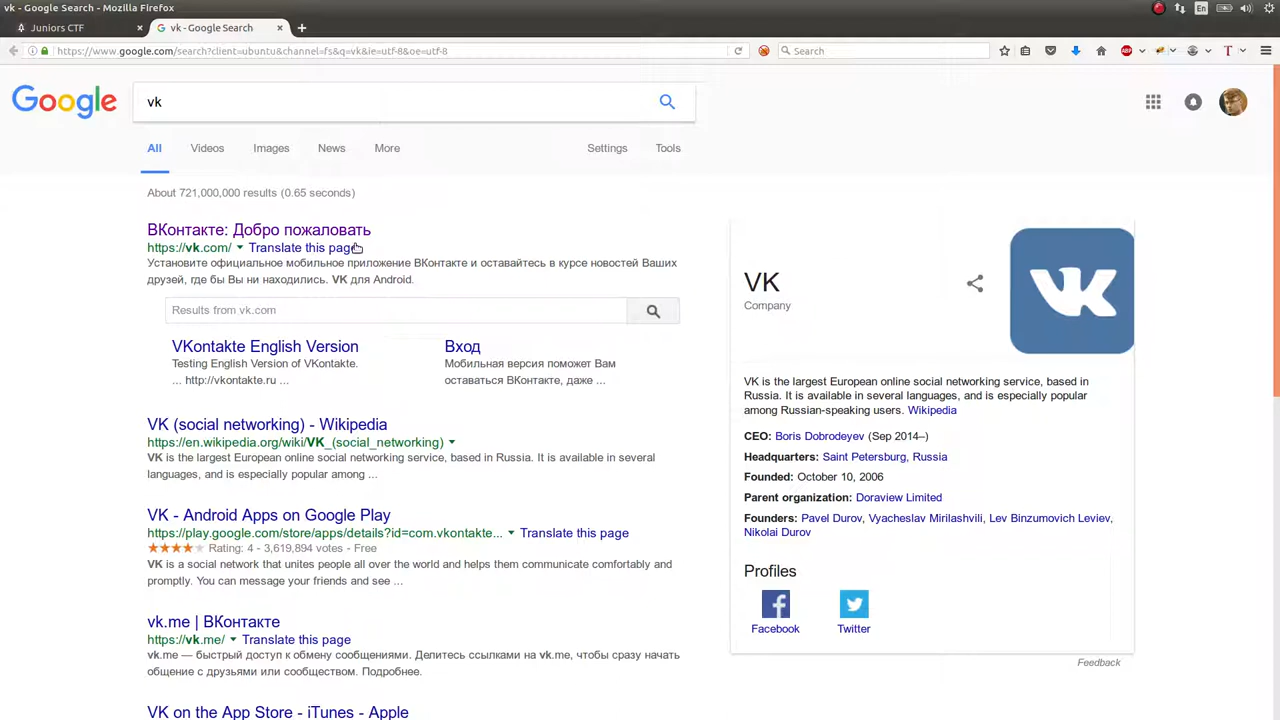 vk - Google Search - Mozilla Firefox
En
Juniors CTF
vk - Google Search
https://www.google.com/search?client=ubuntu&channel=fs&q=vk&ie=utf-8&oe=utf-8
Search
ABP
T
Google
vk
All
Videos
Images
News
More
Settings
Tools
About 721,000,000 results (0.65 seconds)
ВКонтакте: Добро пожаловать
https://vk.com/ Translate this page
Установите официальное мобильное приложение ВКонтакте и оставайтесь в курсе новостей Ваших
друзей, где бы Вы ни находились. VK для Android.
Results from vk.com
VKontakte English Version
Testing English Version of VKontakte.
... http://vkontakte.ru ...
Вход
Мобильная версия поможет Вам
оставаться ВКонтакте, даже ...
VK (social networking) - Wikipedia
https://en.wikipedia.org/wiki/VK_(social_networking)
VK is the largest European online social networking service, based in Russia. It is available in several
languages, and is especially popular among ...
VK - Android Apps on Google Play
https://play.google.com/store/apps/details?id=com.vkontakte... Translate this page
Rating: 4 - 3,619,894 votes - Free
VK is a social network that unites people all over the world and helps them communicate comfortably and
promptly. You can message your friends and see ...
vk.me | ВКонтакте
https://vk.me/ Translate this page
vk.me — быстрый доступ к обмену сообщениями. Делитесь ссылками на vk.me, чтобы сразу начать
общение с друзьями или сообществом. Подробнее.
VK on the App Store - iTunes - Apple
VK
Company
VK
VK is the largest European online social networking service, based in
Russia. It is available in several languages, and is especially popular
among Russian-speaking users. Wikipedia
CEO: Boris Dobrodeyev (Sep 2014–)
Headquarters: Saint Petersburg, Russia
Founded: October 10, 2006
Parent organization: Doraview Limited
Founders: Pavel Durov, Vyacheslav Mirilashvili, Lev Binzumovich Leviev,
Nikolai Durov
Profiles
Facebook
Twitter
Feedback